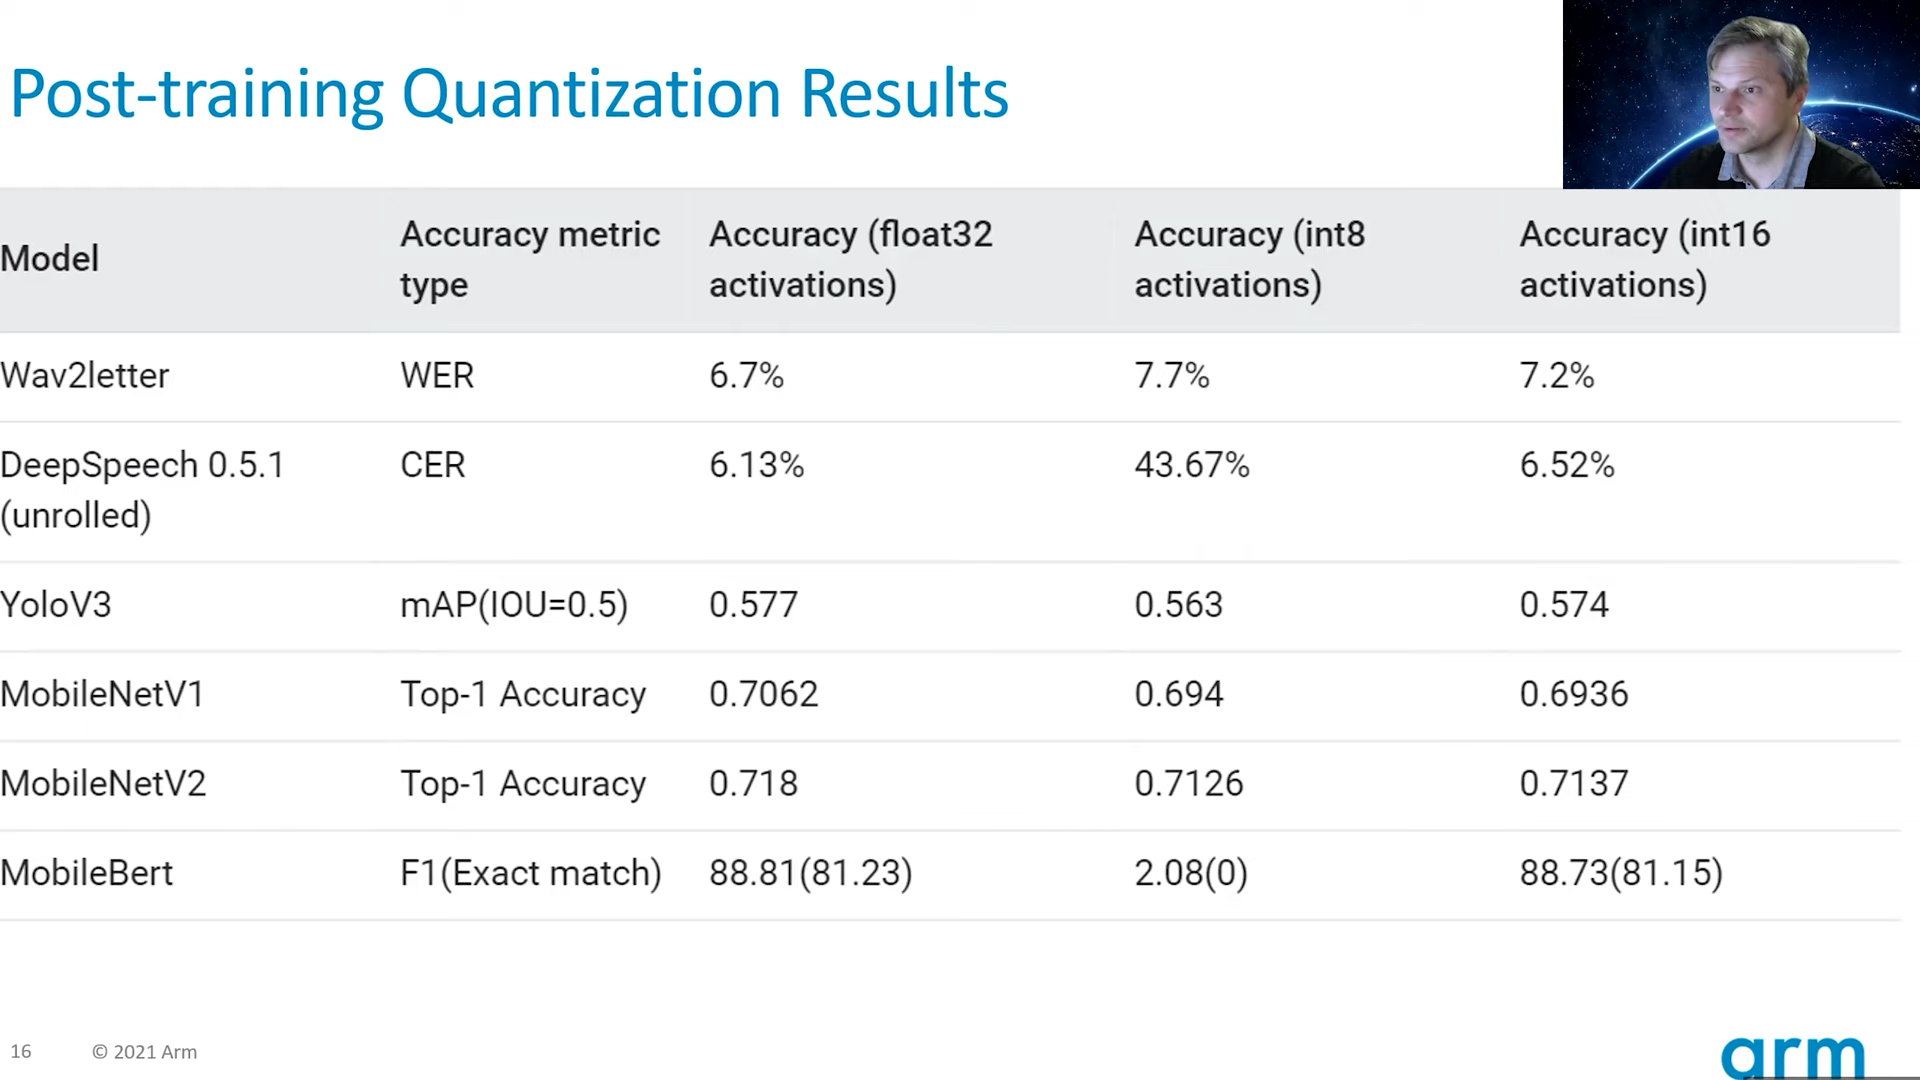 Post-training Quantization Results
Model
Accuracy metric
type
Accuracy (float32
activations)
Accuracy (int8
activations)
Accuracy (int16
activations)
Wav2letter WER 6.7% 7.7% 7.2%
DeepSpeech 0.5.1 CER 6.13% 43.67% 6.52%
(unrolled)
YoloV3 mAP(IOU=0.5) 0.577 0.563 0.574
MobileNetV1 Top-1 Accuracy 0.7062 0.694 0.6936
MobileNetV2 Top-1 Accuracy 0.718 0.7126 0.7137
MobileBert F1(Exact match) 88.81(81.23) 2.08(0) 88.73(81.15)
16 © 2021 Arm
arm